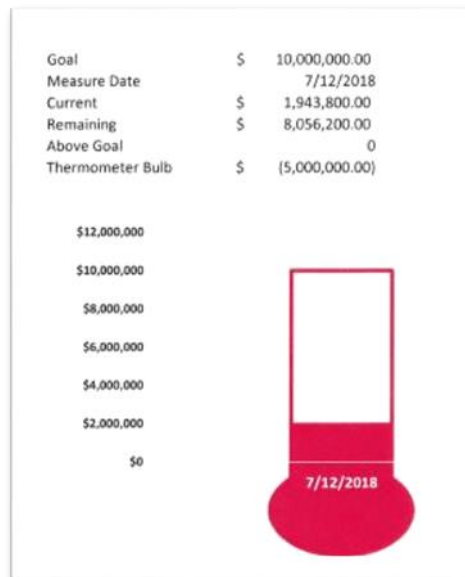 Goal $ 10,000,000.00
Measure Date 7/12/2018
Current $ 1,943,800.00
Remaining $ 8,056,200.00
Above Goal 0
Thermometer Bulb $ (5,000,000.00)
$12,000,000
$10,000,000
$8,000,000
$6,000,000
$4,000,000
$2,000,000
$0
7/12/2018